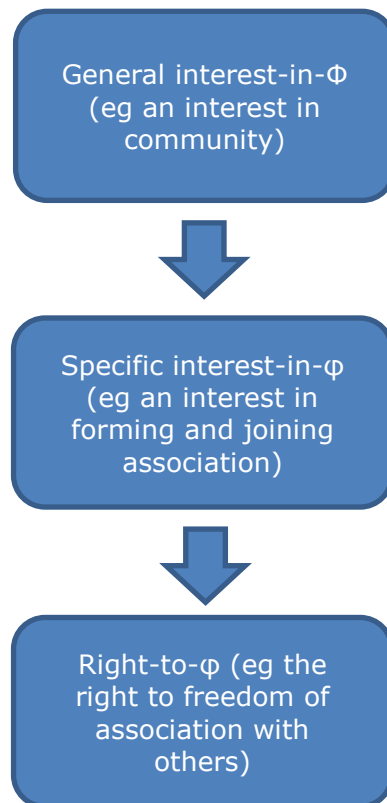 General interest-in-Φ
(eg an interest in
community)
Specific interest-in-φ
(eg an interest in
forming and joining
association)
Right-to-φ (eg the
right to freedom of
association with
others)